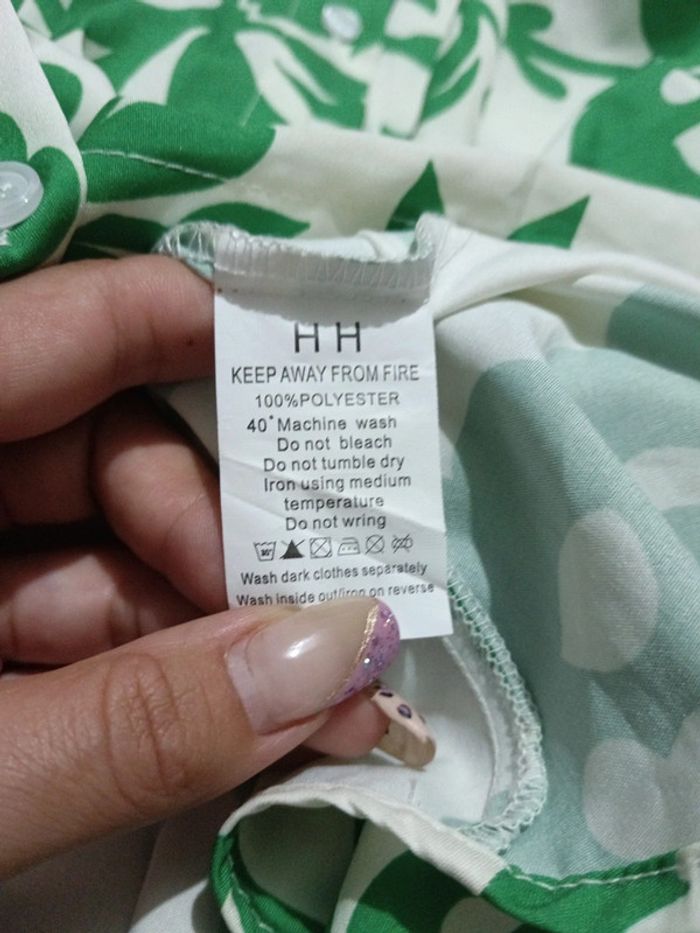 H H
KEEP AWAY FROM FIRE
100%POLYESTER
40°Machine wash
Do not bleach
Do not tumble dry
Iron using medium
temperature
Do not wring
Wash dark clothes separately
Wash inside out/iron on reverse